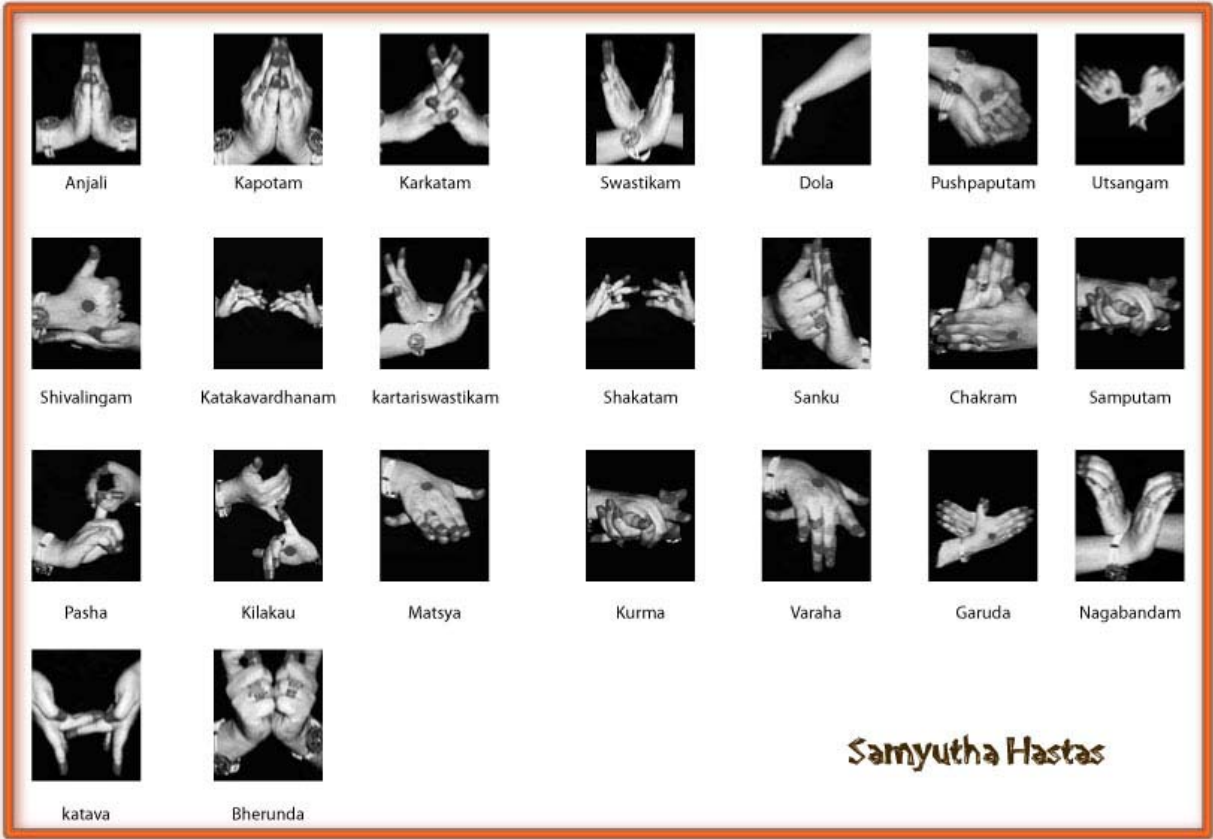 Anjali
Kapotam
Karkatam
Swastikam
Dola
Pushpaputam
Utsangam
Shivalingam
Katakavardhanam
kartariswastikam
Shakatam
Sanku
Chakram
Samputam
Pasha
Kilakau
Matsya
Kurma
Varaha
Garuda
Nagabandam
katava
Bherunda
Samyutha Hastas